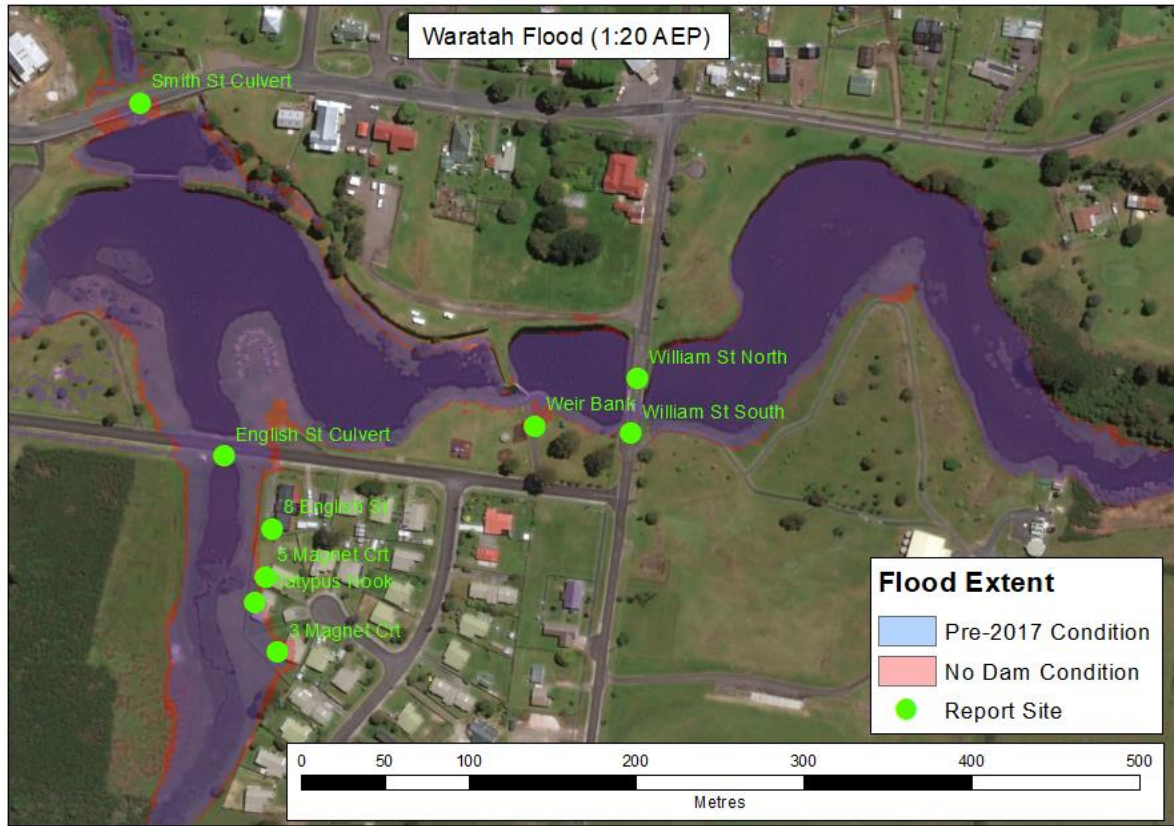 Waratah Flood (1:20 AEP)
Smith St Culvert
William St North
Weir Bank
William St South
English St Culvert
8 English St
5 Magnet Crt
Nook
3 Magnet Crt
Flood Extent
Pre-2017 Condition
No Dam Condition
Report Site
0 50 100 200 300 400 500
Metres